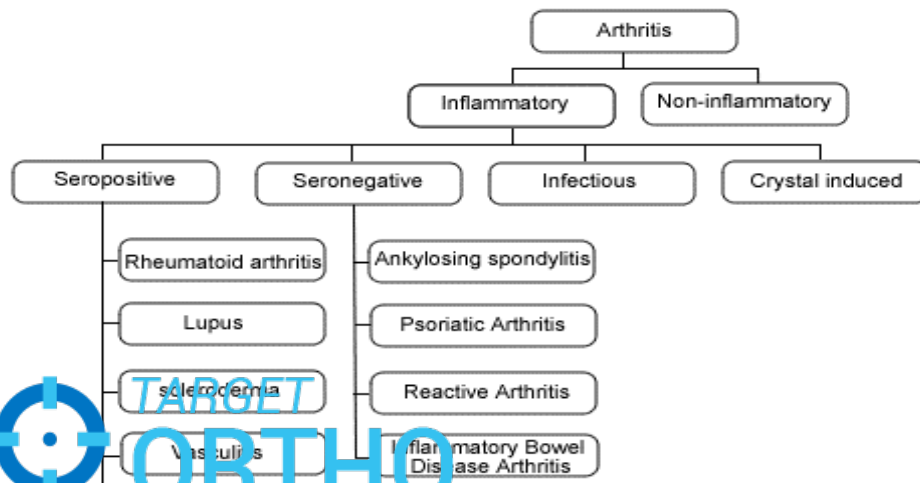 Arthritis
Inflammatory
Non-inflammatory
Seropositive
Seronegative
Infectious
Crystal induced
Rheumatoid arthritis
Ankylosing spondylitis
Lupus
Psoriatic Arthritis
scleroderma
Reactive Arthritis
Vasculitis
Inflammatory Bowel
Disease Arthritis
TARGET
ORTHO